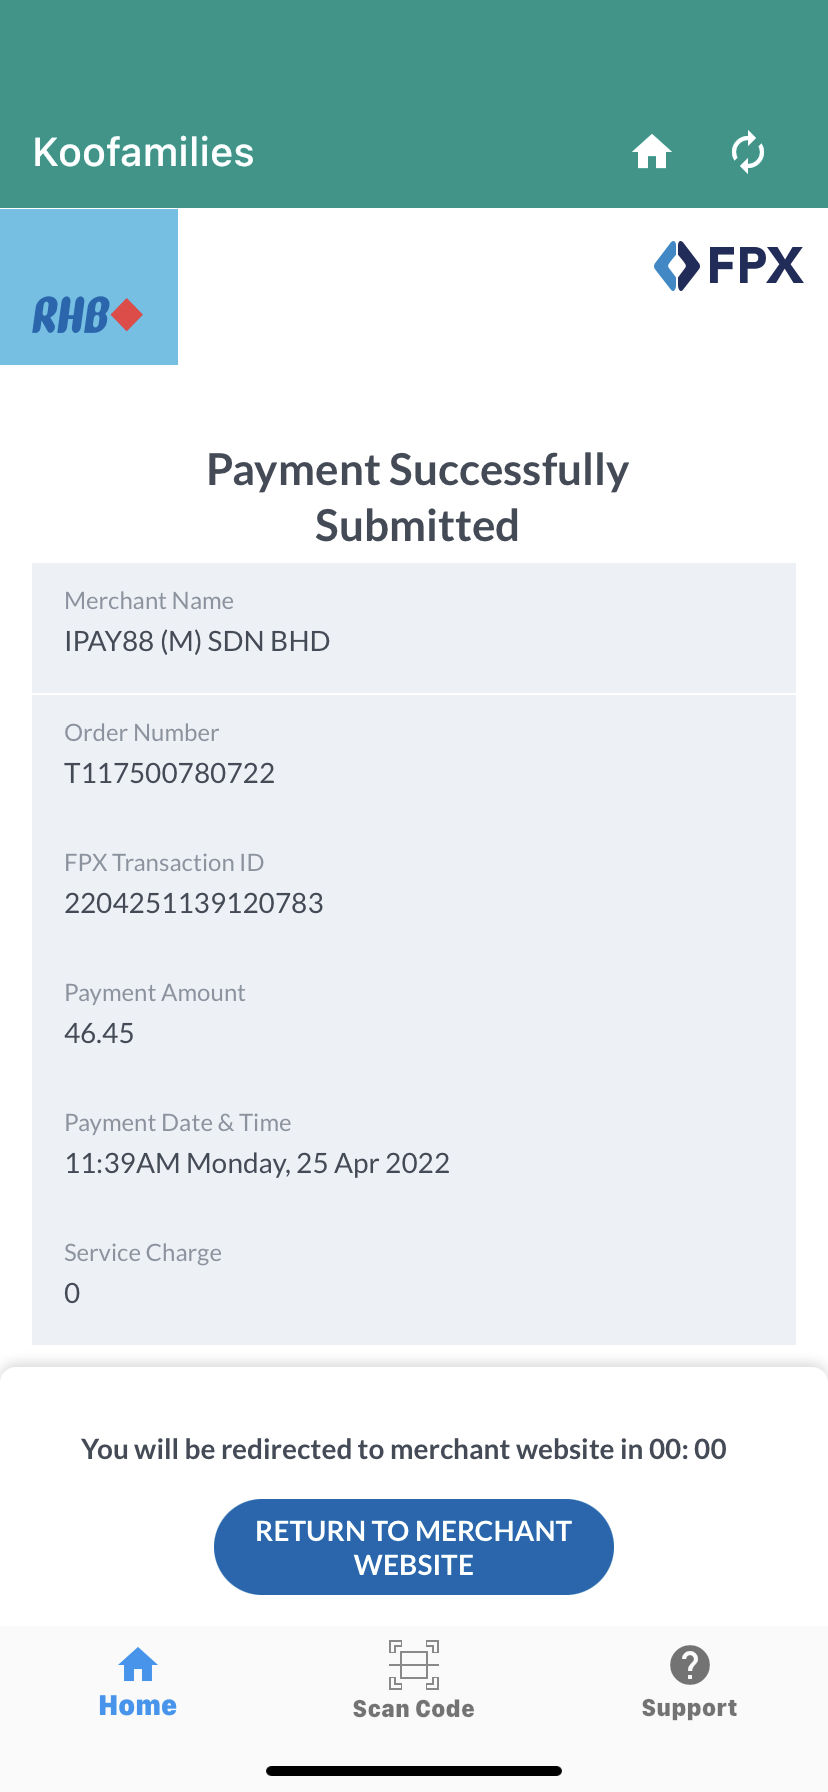 Koofamilies
RHB
FPX
Payment Successfully
Submitted
Merchant Name
IPAY88 (M) SDN BHD
Order Number
T117500780722
FPX Transaction ID
2204251139120783
Payment Amount
46.45
Payment Date & Time
11:39AM Monday, 25 Apr 2022
Service Charge
0
You will be redirected to merchant website in 00: 00
RETURN TO MERCHANT
WEBSITE
Home
Scan Code
Support